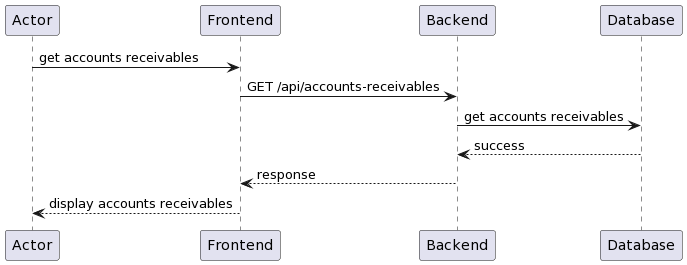 Actor Frontend Backend Database
get accounts receivables
GET /api/accounts-receivables
get accounts receivables
success
response
display accounts receivables
Actor Frontend Backend Database